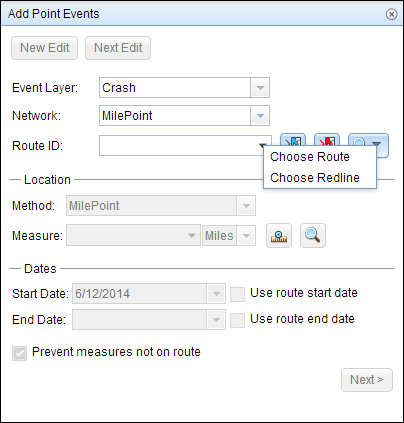 Add Point Events
New Edit Next Edit
Event Layer: Crash
Network: MilePoint
Route ID:
Choose Route
Choose Redline
Location
Method: MilePoint
Measure: Miles
Dates
Start Date: 6/12/2014 Use route start date
End Date: Use route end date
Prevent measures not on route
Next >